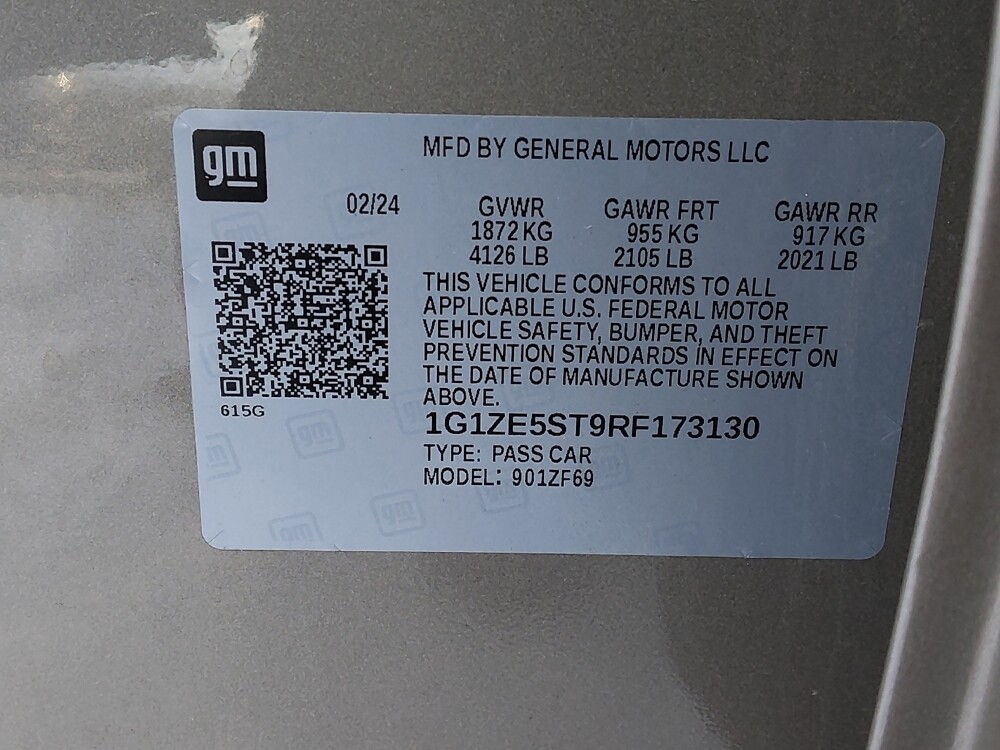 gm
MFD BY GENERAL MOTORS LLC
02/24
GVWR GAWR FRT GAWR RR
1872 KG 955 KG 917 KG
4126 LB 2105 LB 2021 LB
THIS VEHICLE CONFORMS TO ALL
APPLICABLE U.S. FEDERAL MOTOR
VEHICLE SAFETY, BUMPER, AND THEFT
PREVENTION STANDARDS IN EFFECT ON
THE DATE OF MANUFACTURE SHOWN
ABOVE.
615G
1G1ZE5ST9RF173130
TYPE: PASS CAR
MODEL: 901ZF69